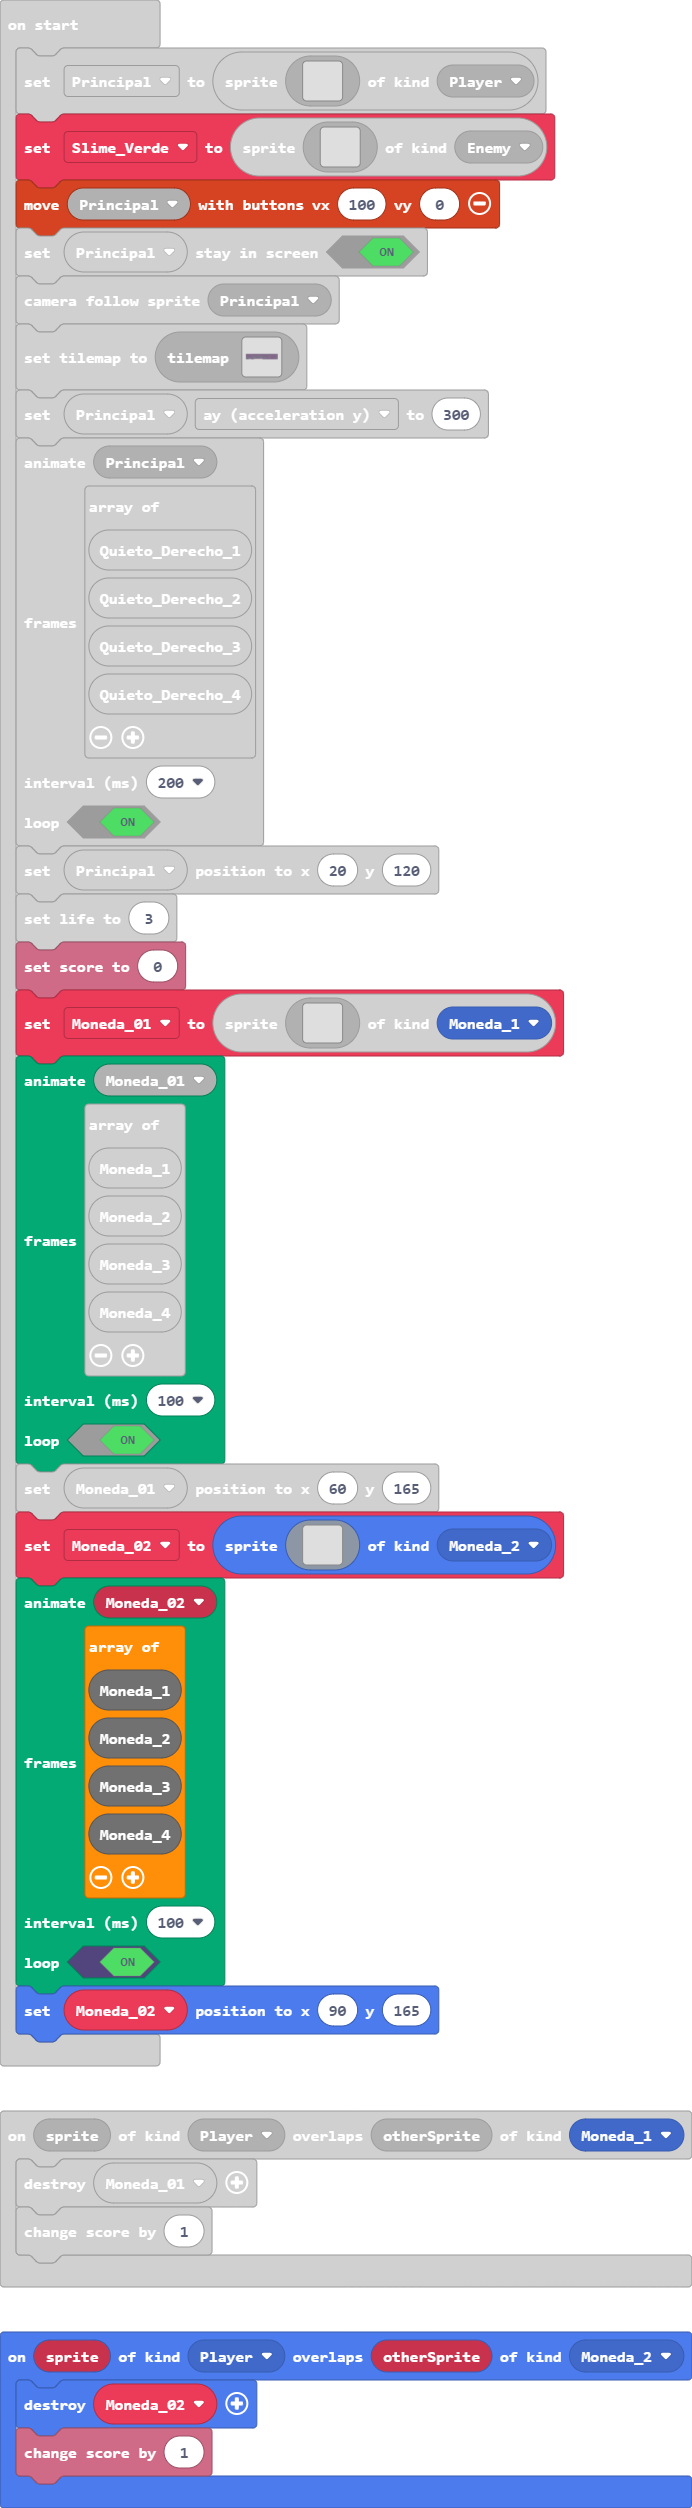 on start
set Principal to sprite of kind Player
set Slime_Verde to sprite of kind Enemy
move Principal with buttons vx 100 vy 0
set Principal stay in screen ON
camera follow sprite Principal
set tilemap to tilemap
set Principal ay (acceleration y) to 300
animate Principal
array of
Quieto_Derecho_1
Quieto_Derecho_2
frames
Quieto_Derecho_3
Quieto_Derecho_4
interval (ms) 200
loop ON
set Principal position to x 20 y 120
set life to 3
set score to 0
set Moneda_01 to sprite of kind Moneda_1
animate Moneda_01
array of
Moneda_1
Moneda_2
frames
Moneda_3
Moneda_4
interval (ms) 100
loop ON
set Moneda_01 position to x 60 y 165
set Moneda_02 to sprite of kind Moneda_2
animate Moneda_02
array of
Moneda_1
Moneda_2
frames
Moneda_3
Moneda_4
interval (ms) 100
loop ON
set Moneda_02 position to x 90 y 165
on sprite of kind Player overlaps otherSprite of kind Moneda_1
destroy Moneda_01
change score by 1
on sprite of kind Player overlaps otherSprite of kind Moneda_2
destroy Moneda_02
change score by 1